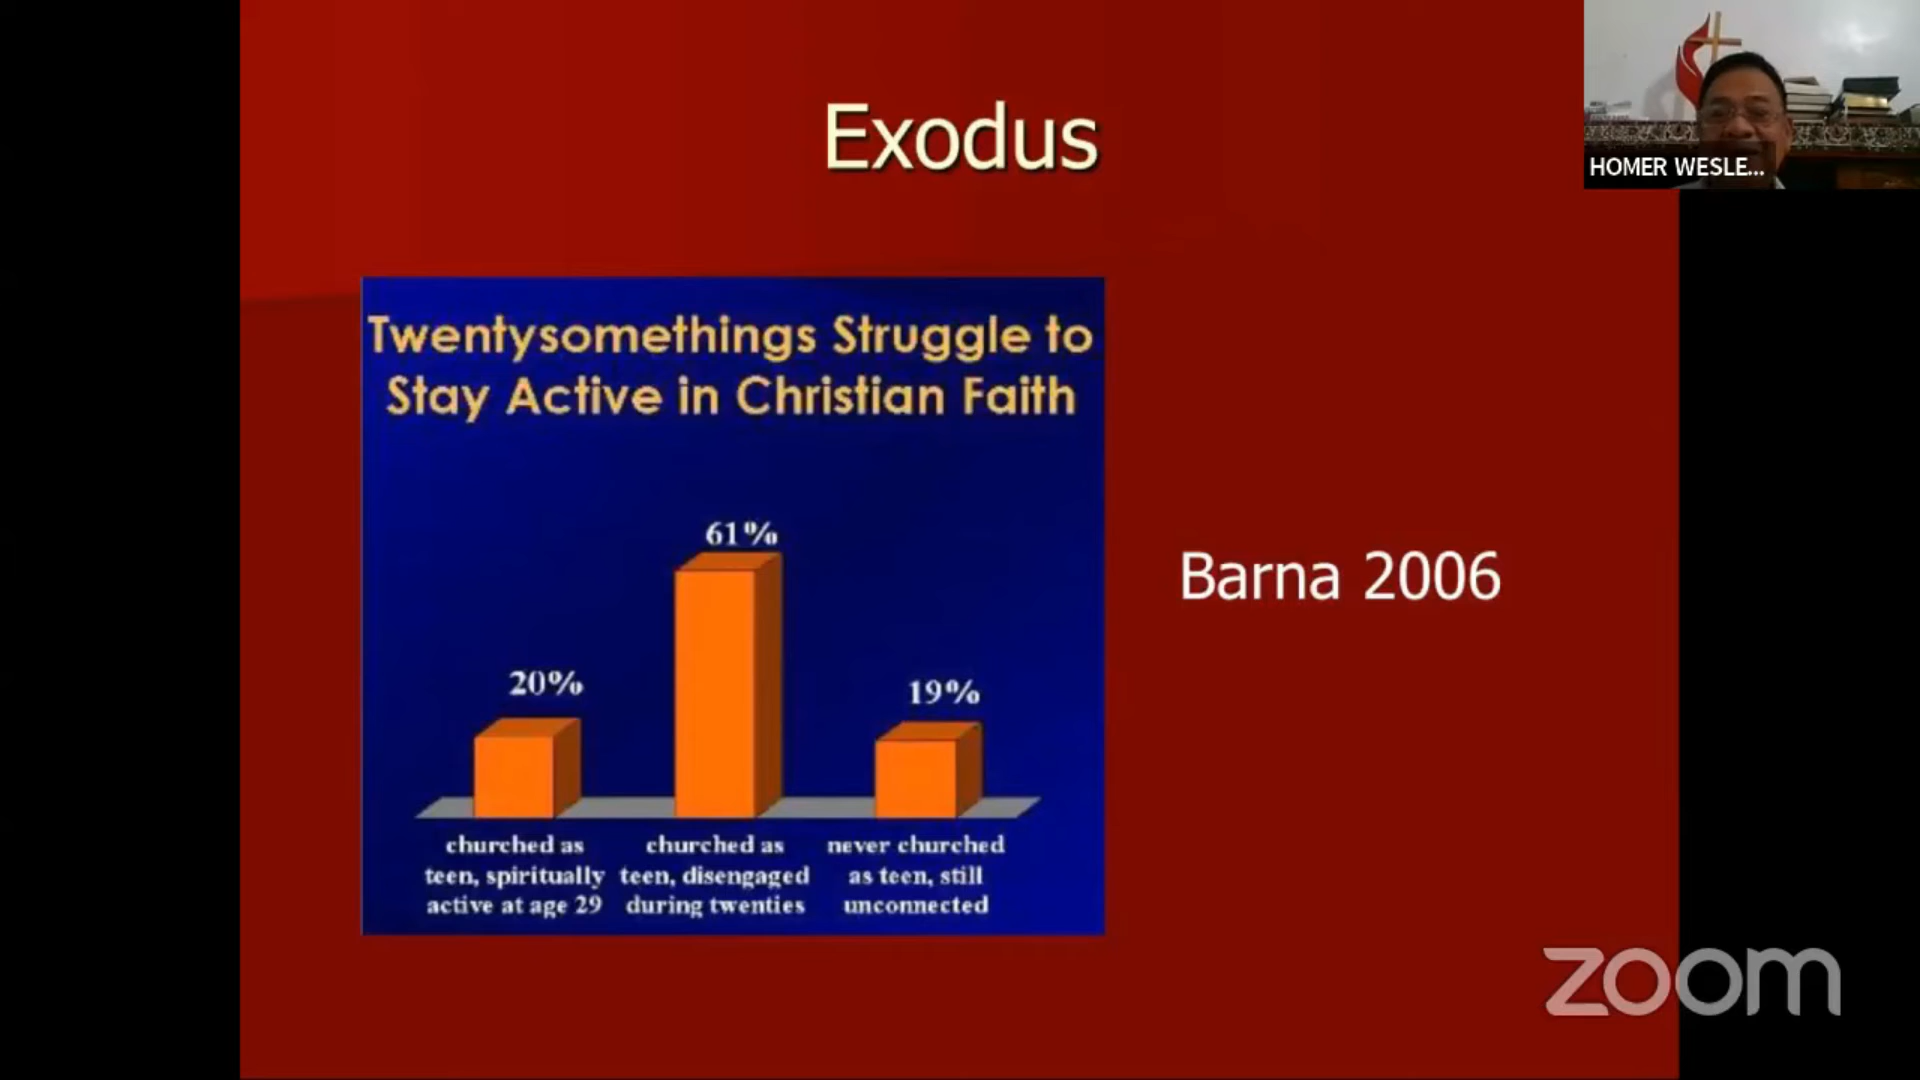 Exodus
HOMER WESLE...
Twentysomethings Struggle to
Stay Active in Christian Faith
61%
20%
19%
churched as
teen, spiritually
active at age 29
churched as
teen, disengaged
during twenties
never churched
as teen, still
unconnected
Barna 2006
zoom